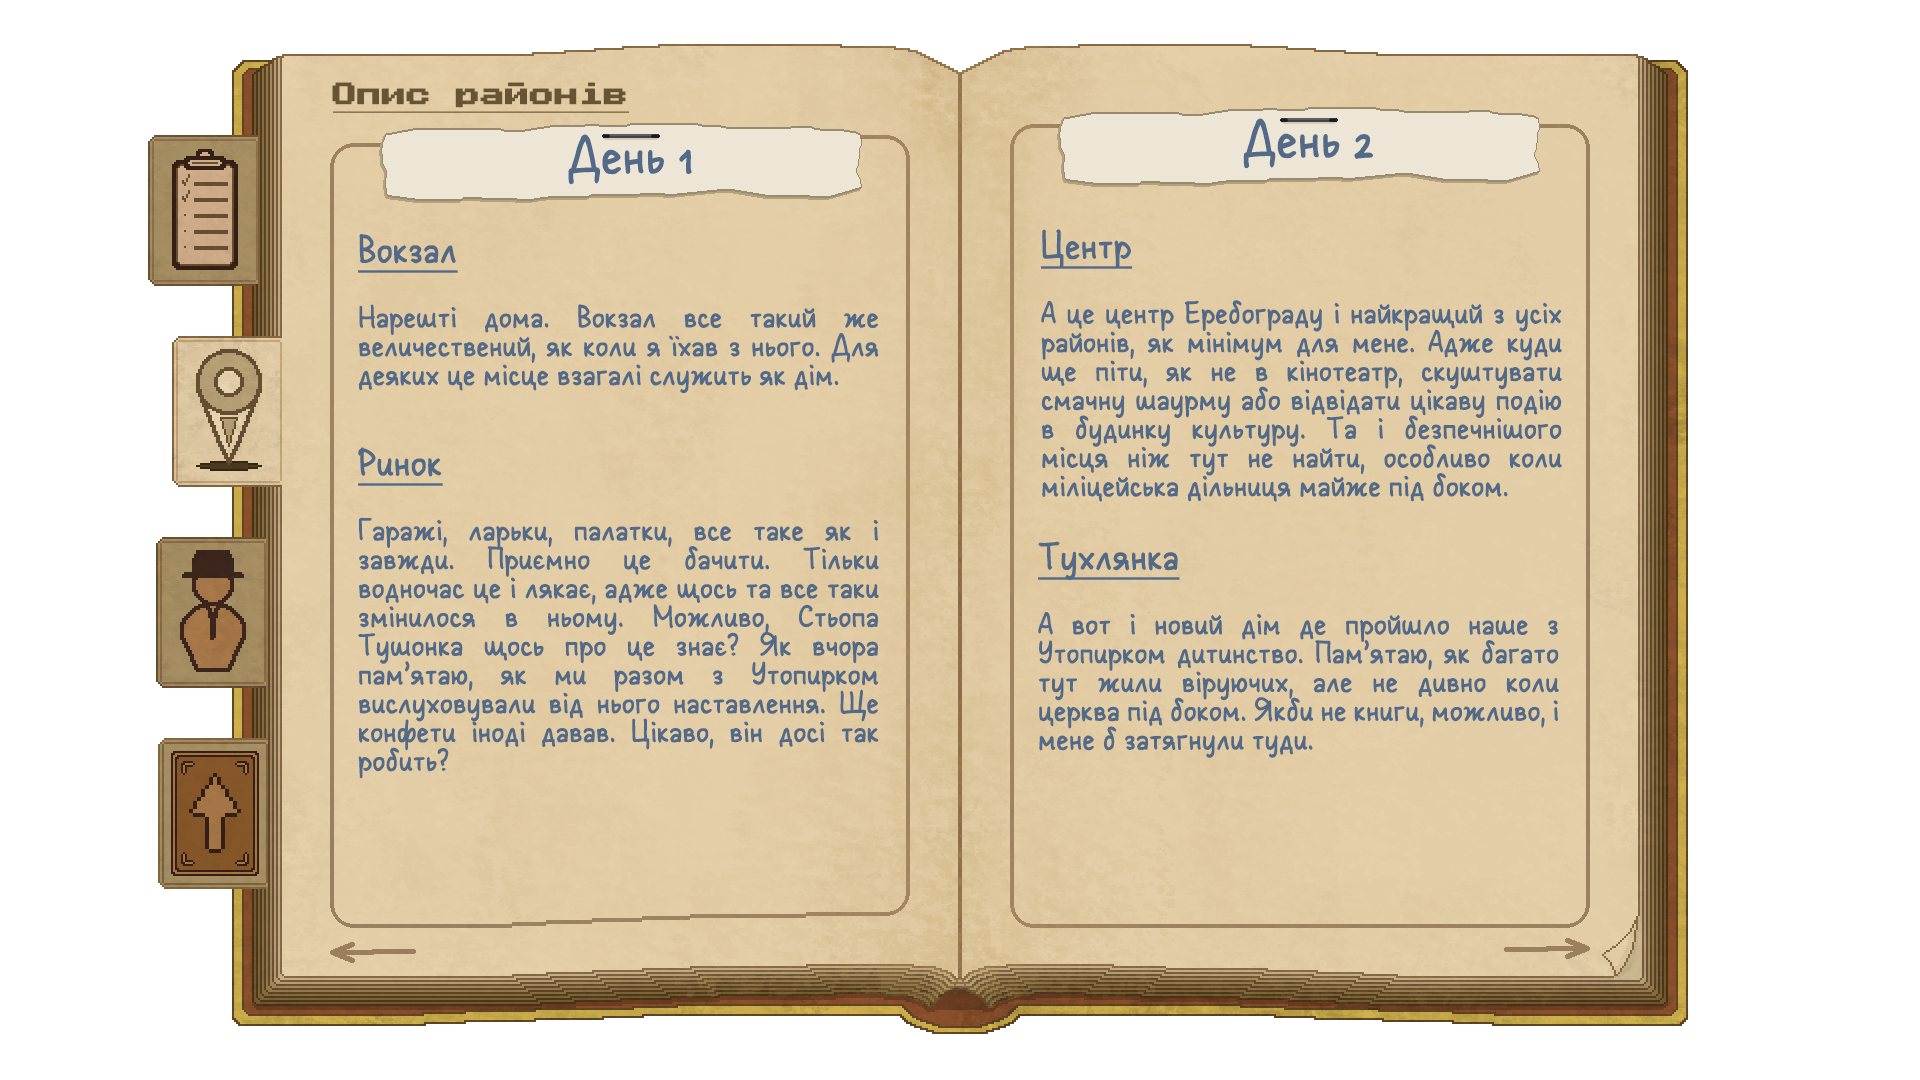 Опис районів
День 1
Вокзал
Нарешті дома. Вокзал все такий же
величествений, як коли я їхав з нього. Для
деяких це місце взагалі служить як дім.
Ринок
Гаражі, ларьки, палатки, все таке як і
завжди. Приємно це бачити. Тільки
водночас це і лякає, адже щось та все таки
змінилося в ньому. Можливо, Стьопа
Тушонка щось про це знає? Як вчора
пам'ятаю, як ми разом з Утопирком
вислуховували від нього наставлення. Ще
конфети іноді давав. Цікаво, він досі так
робить?
День 2
Центр
А це центр Еребограду і найкращий з усіх
районів, як мінімум для мене. Адже куди
ще піти, як не в кінотеатр, скуштувати
смачну шаурму або відвідати цікаву подію
в будинку культуру. Та і безпечнішого
місця ніж тут не найти, особливо коли
міліцейська дільниця майже під боком.
Тухлянка
А вот і новий дім де пройшло наше з
Утопирком дитинство. Пам'ятаю, як багато
тут жили віруючих, але не дивно коли
церква під боком. Якби не книги, можливо, і
мене б затягнули туди.